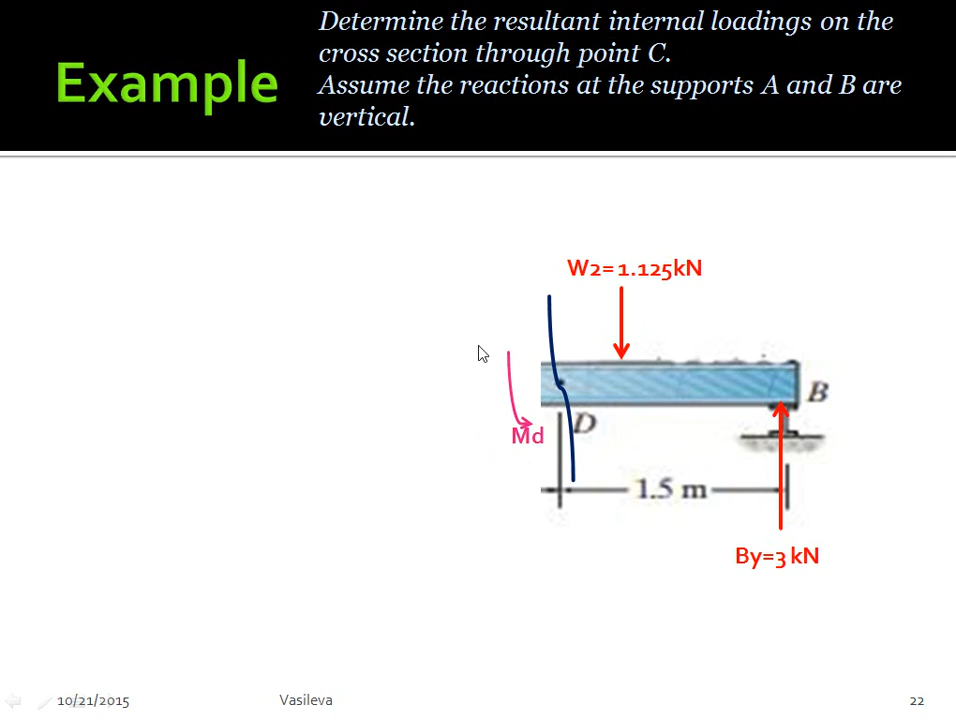 Determine the resultant internal loadings on the
cross section through point C.
Example
Assume the reactions at the supports A and B are
vertical.
W2= 1.125kN
B
Md
D
1.5 m
By=3 kN
10/21/2015
Vasileva
22